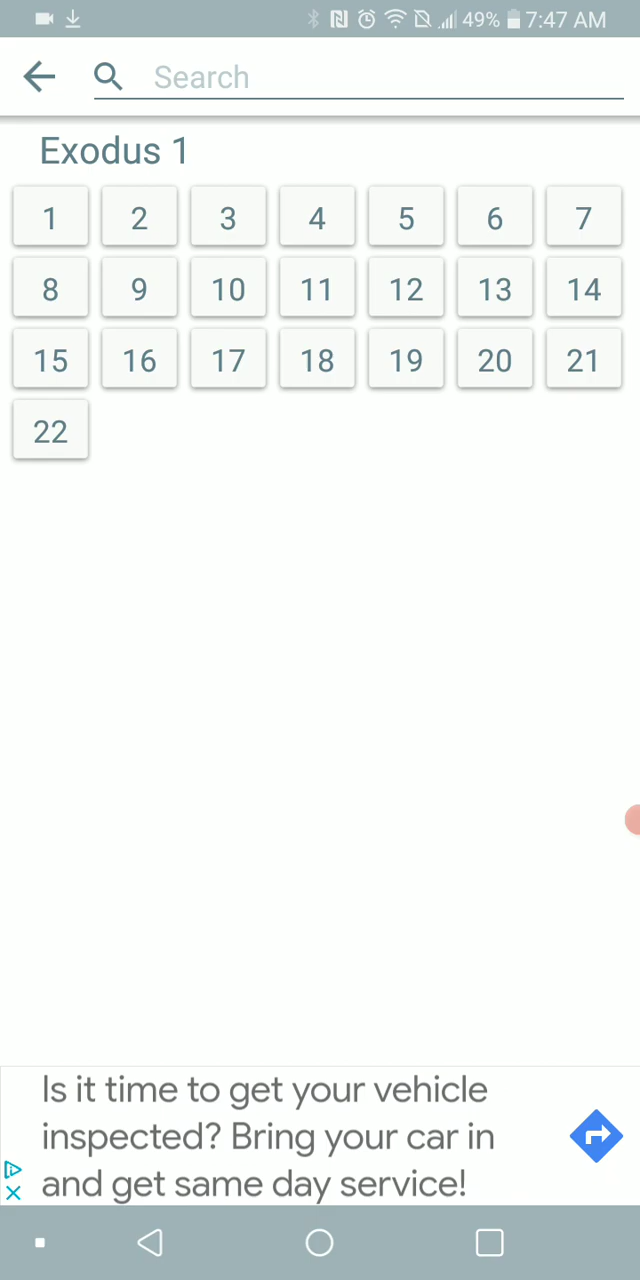 49% 7:47 AM
Search
Exodus 1
1 2 3 4 5 6 7
8 9 10 11 12 13 14
15 16 17 18 19 20 21
22
Is it time to get your vehicle
inspected? Bring your car in
and get same day service!